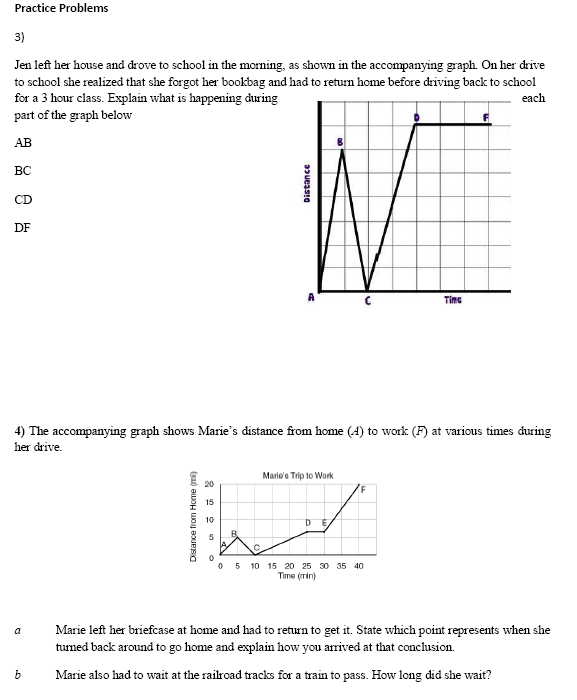 Practice Problems
3)
Jen left her house and drove to school in the morning, as shown in the accompanying graph. On her drive
to school she realized that she forgot her bookbag and had to return home before driving back to school
for a 3 hour class. Explain what is happening during each
part of the graph below
AB
BC
CD
DF
Distance
B
D
F
A
C
Time
4) The accompanying graph shows Marie's distance from home (A) to work (F) at various times during
her drive.
Marie's Trip to Work
Distance from Home (mi)
20
15
10
5
0
A
B
C
D
E
F
0 5 10 15 20 25 30 35 40
Time (min)
a Marie left her briefcase at home and had to return to get it. State which point represents when she
turned back around to go home and explain how you arrived at that conclusion.
b Marie also had to wait at the railroad tracks for a train to pass. How long did she wait?